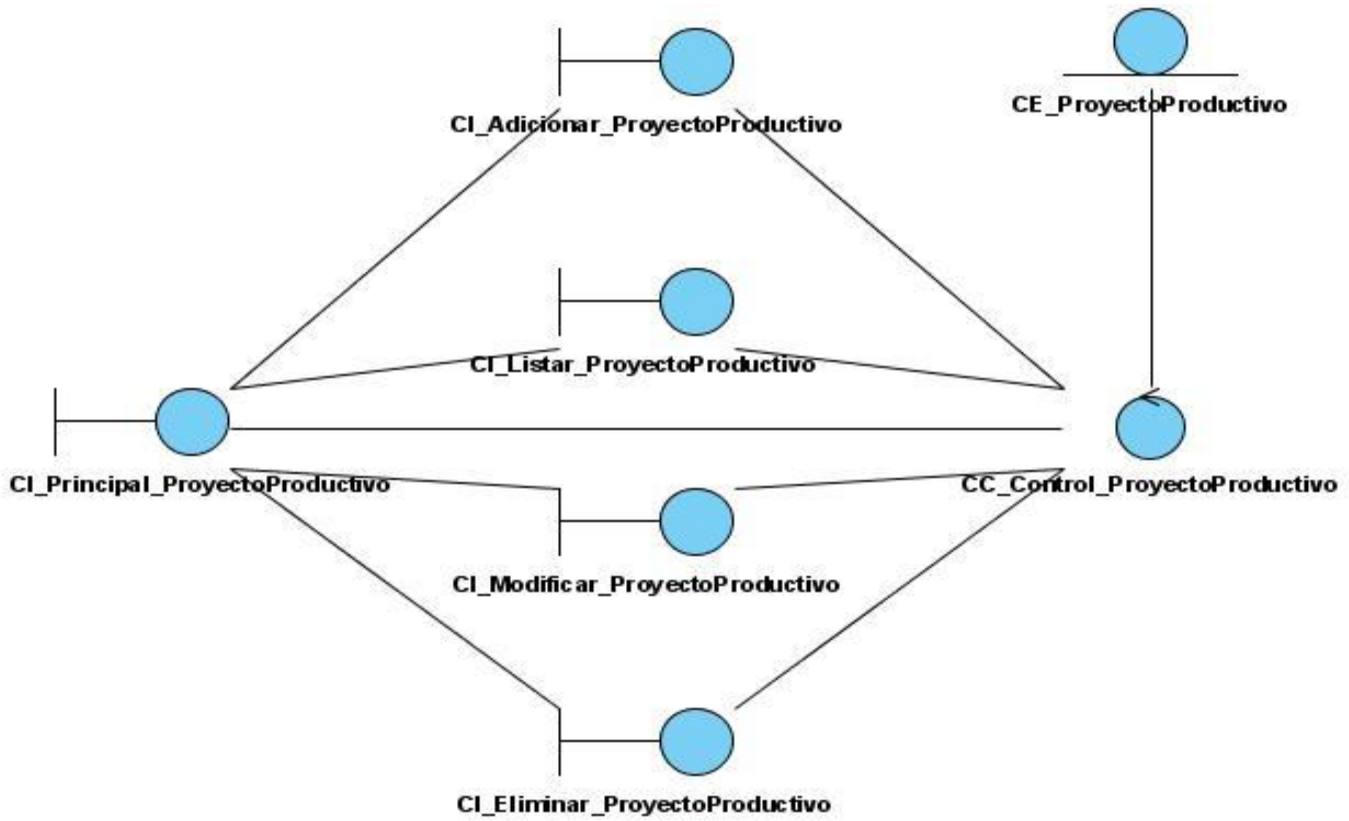 CI_Adicionar_ProyectoProductivo
CE_ProyectoProductivo
CI_Listar_ProyectoProductivo
CI_Principal_ProyectoProductivo
CC_Control_ProyectoProductivo
CI_Modificar_ProyectoProductivo
CI_Eliminar_ProyectoProductivo